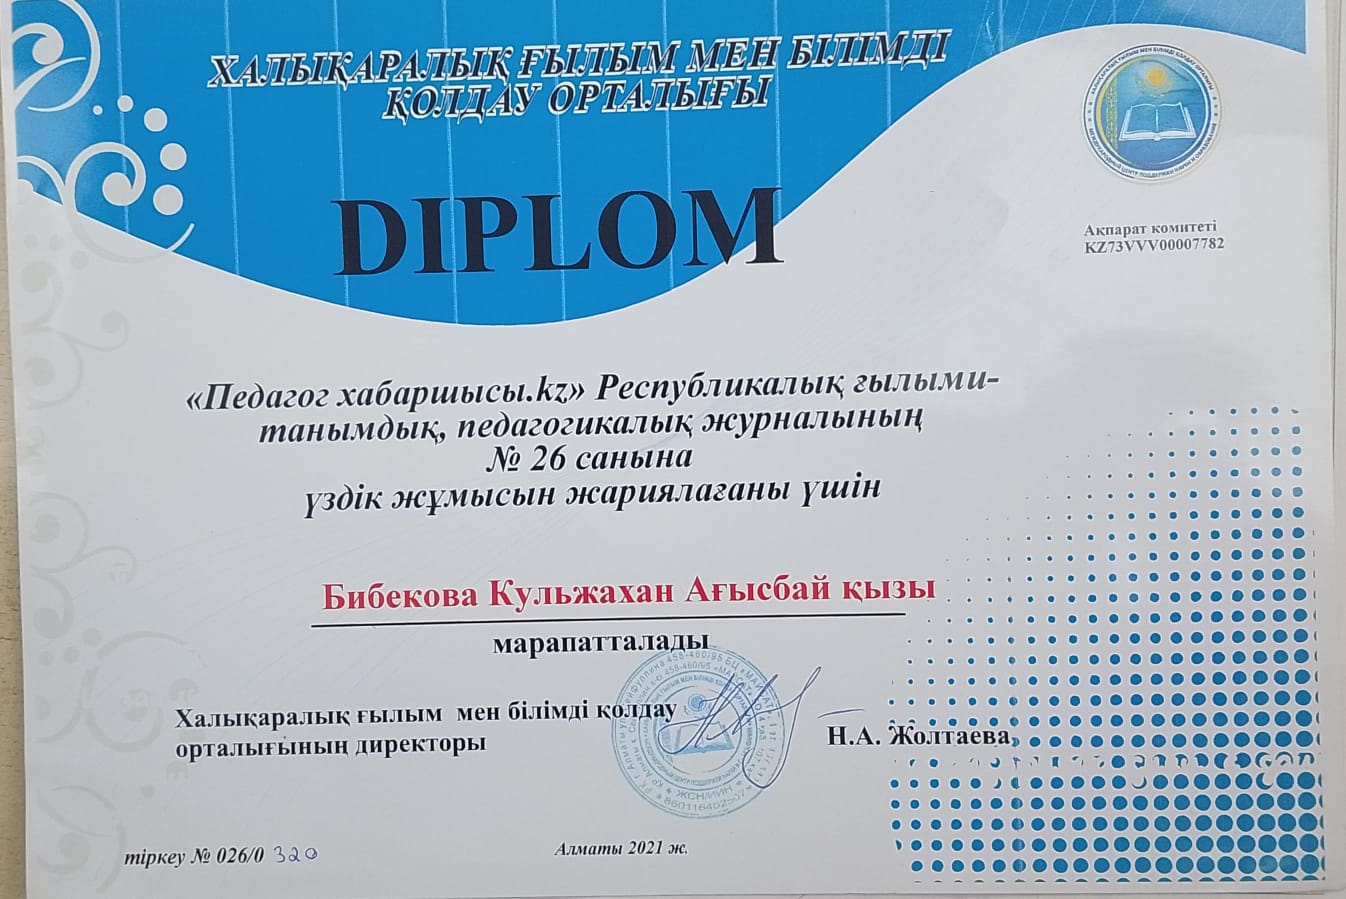 ХАЛЫҚАРАЛЫҚ ҒЫЛЫМ МЕН БІЛІМДІ
ҚОЛДАУ ОРТАЛЫҒЫ
DIPLOM
Ақпарат комитеті
KZ73VVV00007782
«Педагог хабаршысы.kz» Республикалық ғылыми-
танымдық, педагогикалық журналының
№ 26 санына
үздік жұмысын жариялағаны үшін
Бибекова Кульжахан Ағысбай қызы
марапатталады
Халықаралық ғылым мен білімді қолдау
орталығының директоры
Н.А. Жолтаева
тіркеу № 026/0 320
Алматы 2021 ж.